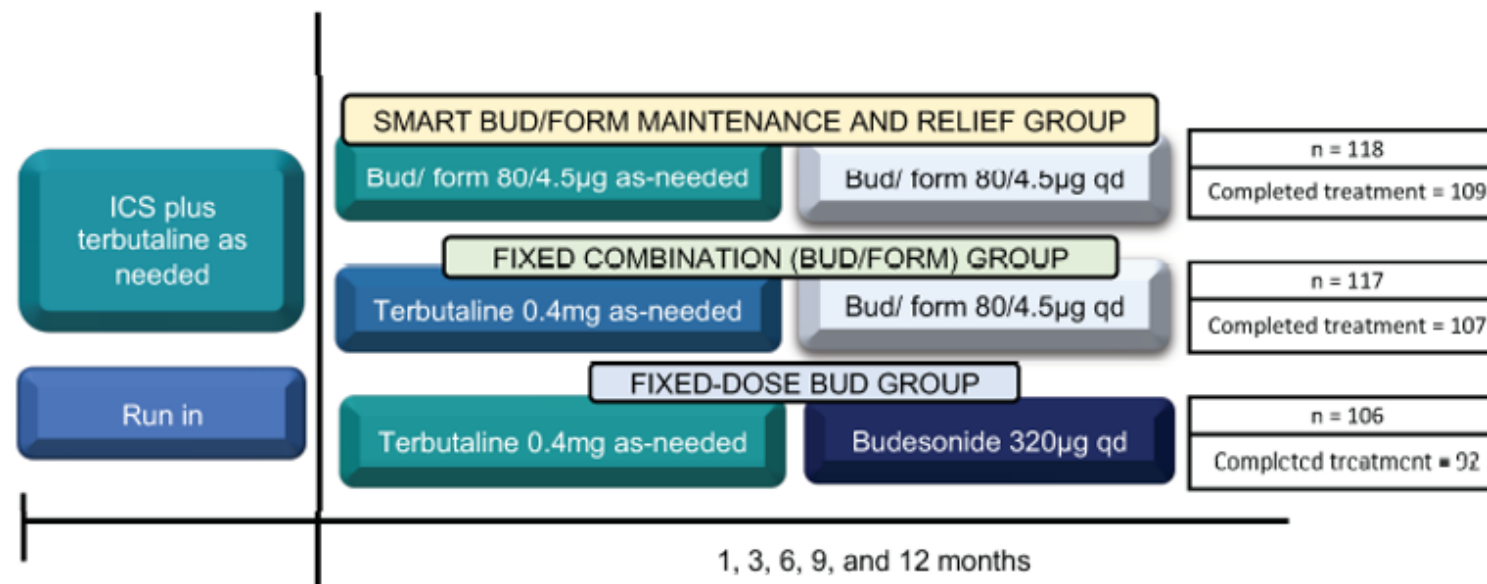 ICS plus
terbutaline as
needed
Run in
SMART BUD/FORM MAINTENANCE AND RELIEF GROUP
Bud/ form 80/4.5µg as-needed
Bud/ form 80/4.5µg qd
n = 118
Completed treatment = 109
FIXED COMBINATION (BUD/FORM) GROUP
Terbutaline 0.4mg as-needed
Bud/ form 80/4.5µg qd
n = 117
Completed treatment = 107
FIXED-DOSE BUD GROUP
Terbutaline 0.4mg as-needed
Budesonide 320µg qd
n = 106
Completed treatment = 92
1, 3, 6, 9, and 12 months